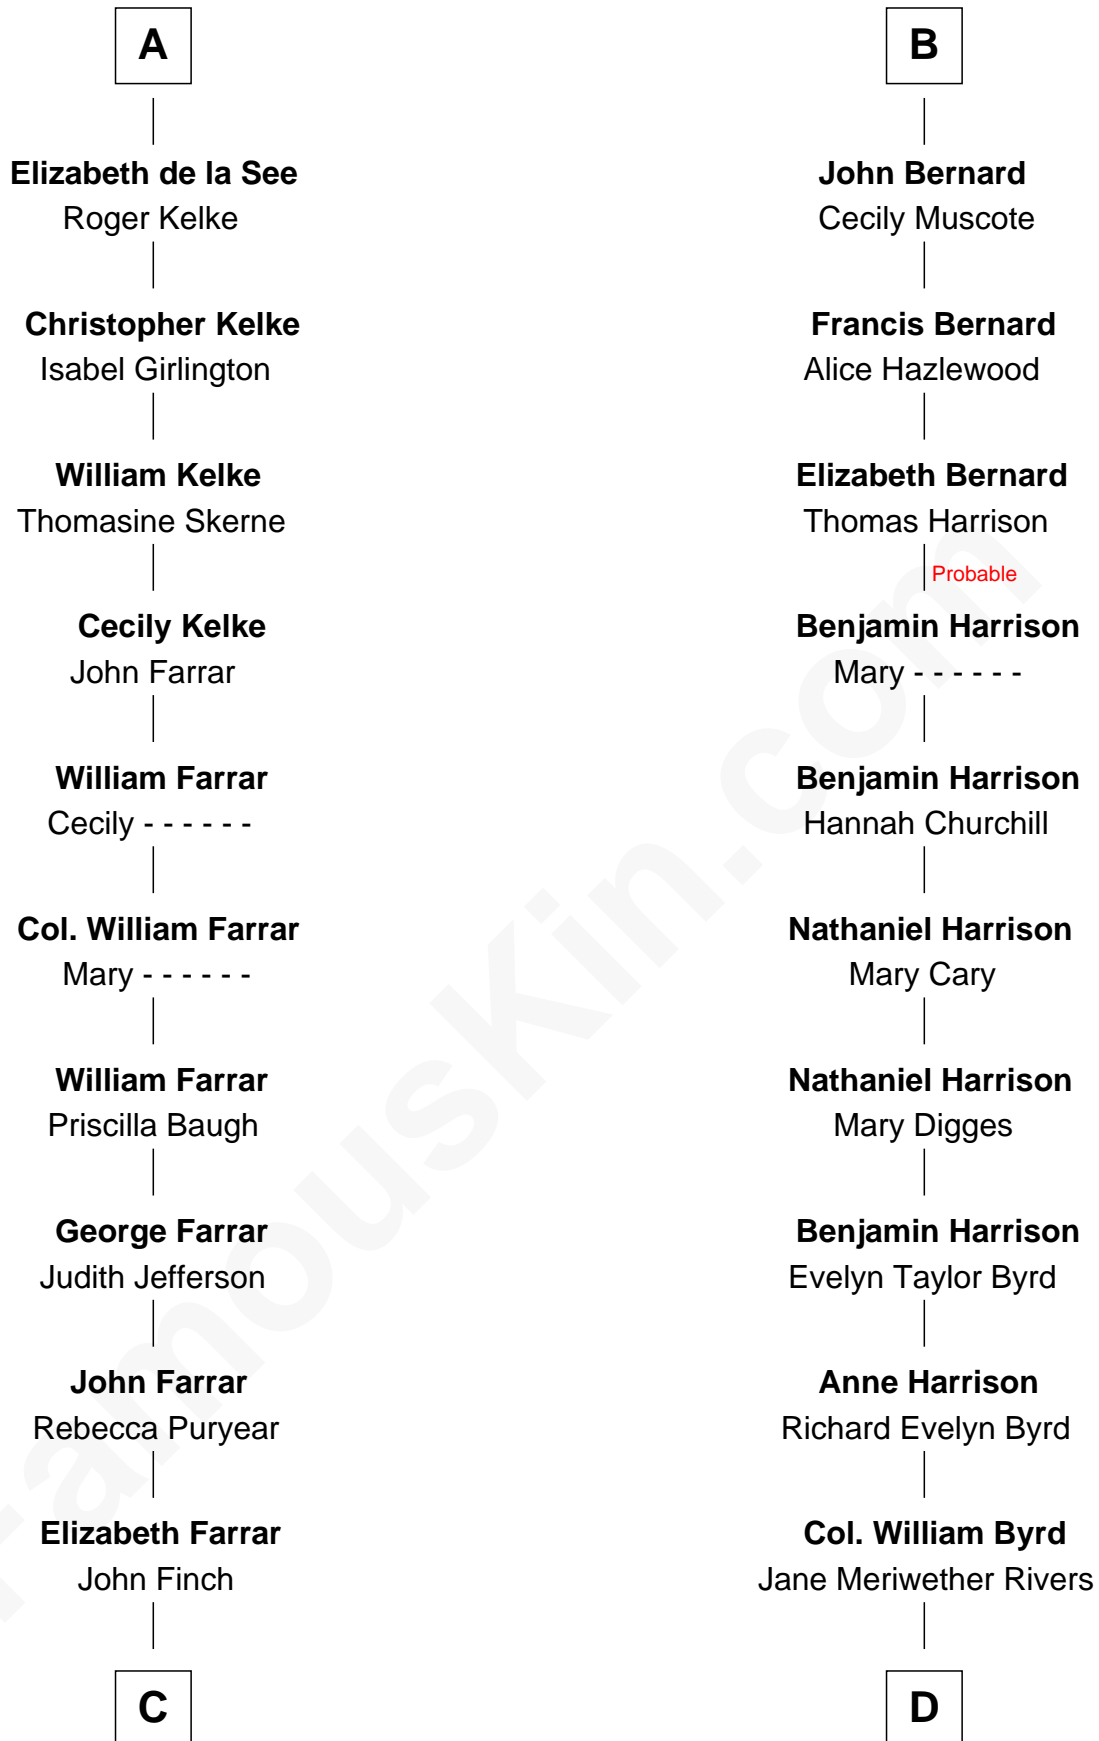 A
Elizabeth de la See
Roger Kelke
Christopher Kelke
Isabel Girlington
William Kelke
Thomasine Skerne
Cecily Kelke
John Farrar
William Farrar
Cecily - - - - - -
Col. William Farrar
Mary - - - - - -
William Farrar
Priscilla Baugh
George Farrar
Judith Jefferson
John Farrar
Rebecca Puryear
Elizabeth Farrar
John Finch
C
B
John Bernard
Cecily Muscote
Francis Bernard
Alice Hazlewood
Elizabeth Bernard
Thomas Harrison
Probable
Benjamin Harrison
Mary - - - - - -
Benjamin Harrison
Hannah Churchill
Nathaniel Harrison
Mary Cary
Nathaniel Harrison
Mary Digges
Benjamin Harrison
Evelyn Taylor Byrd
Anne Harrison
Richard Evelyn Byrd
Col. William Byrd
Jane Meriwether Rivers
D
FamousKin.com